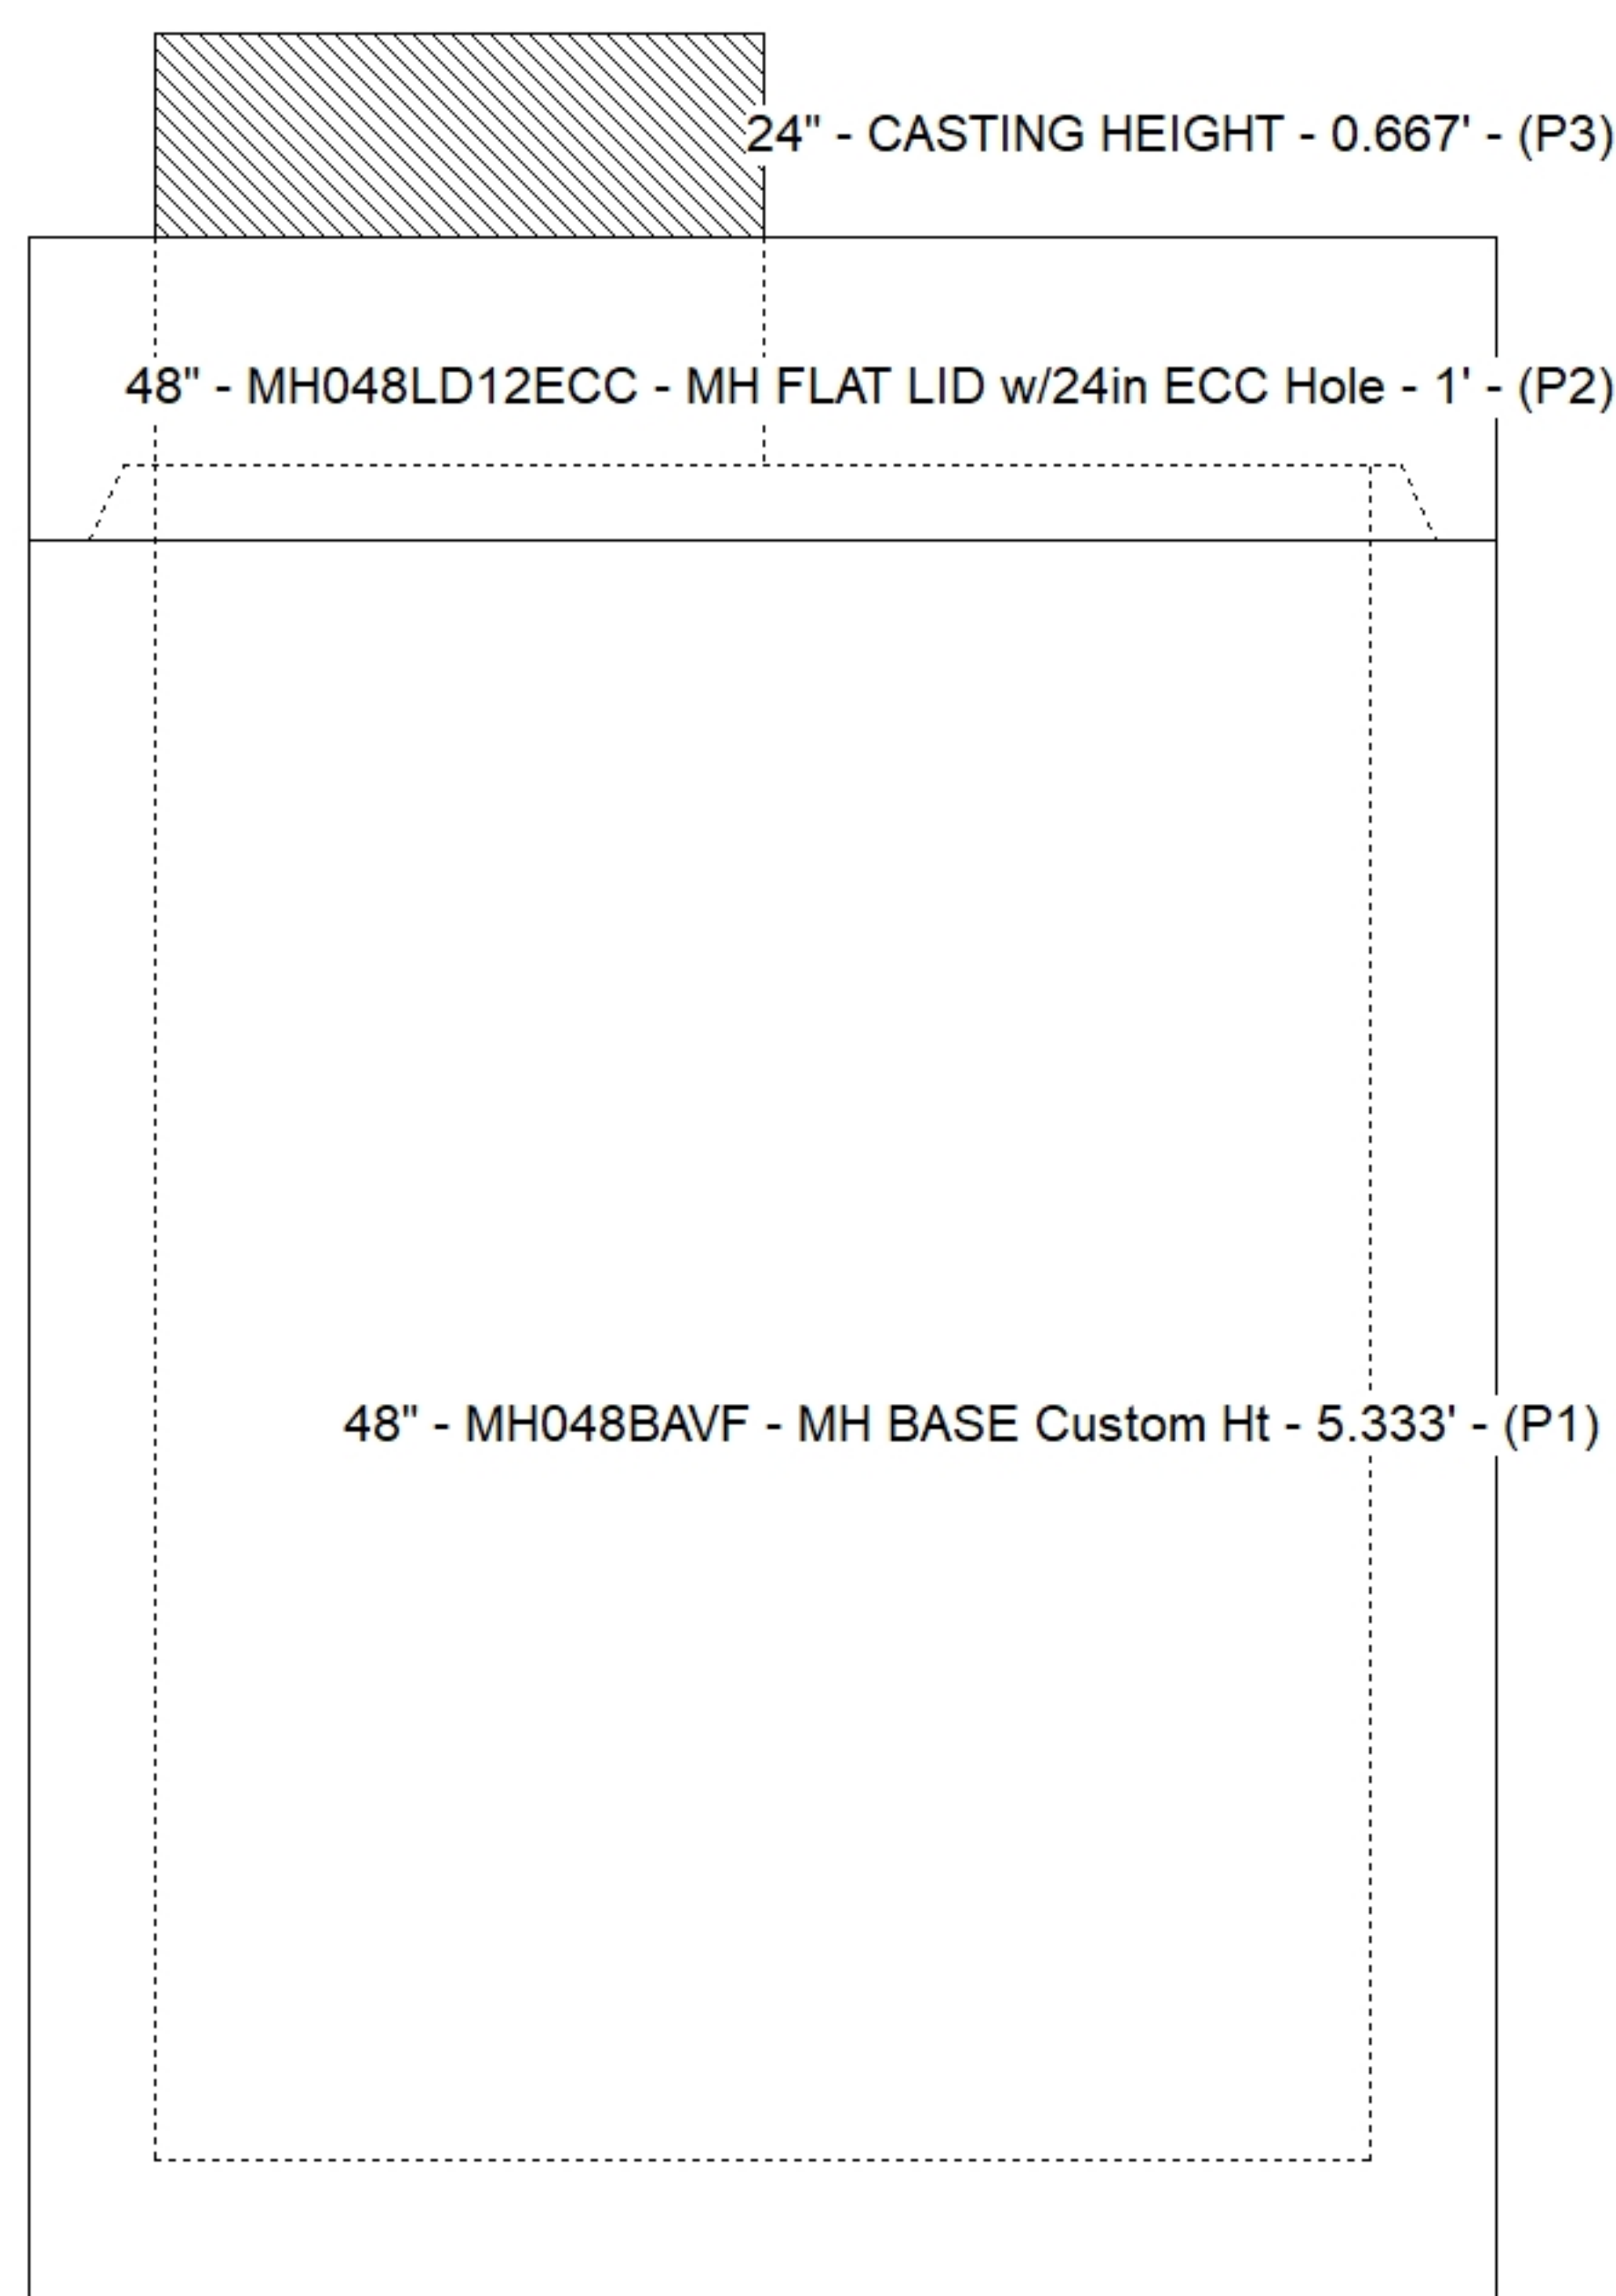 24" - CASTING HEIGHT - 0.667' - (P3)
48" - MH048LD12ECC - MH FLAT LID w/24in ECC Hole - 1' - (P2)
48" - MH048BAVF - MH BASE Custom Ht - 5.333' - (P1)